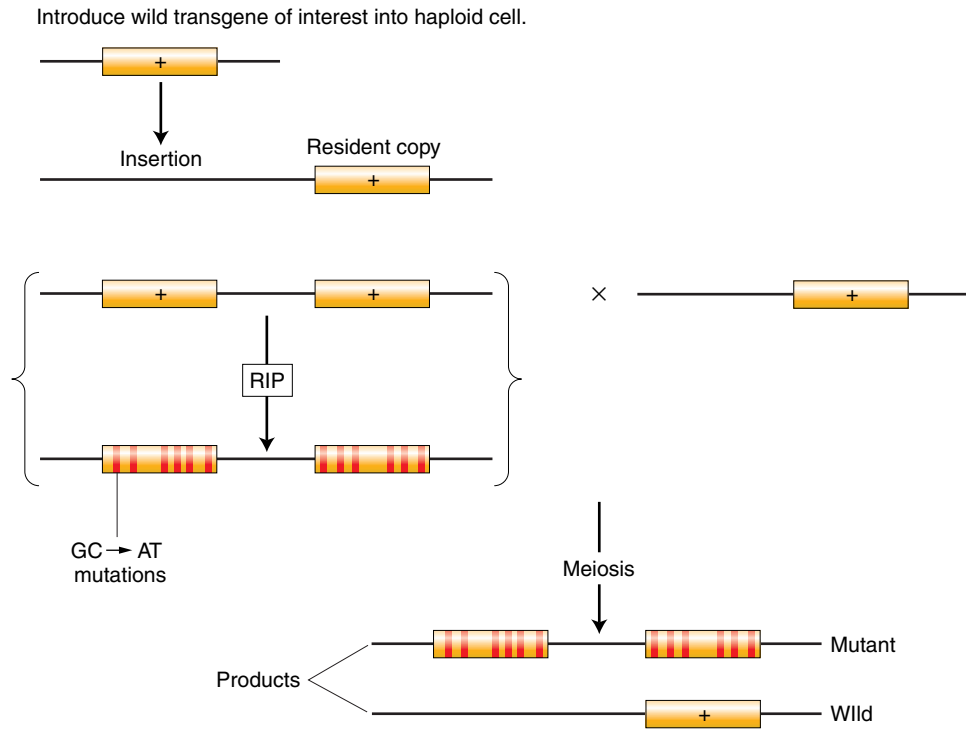 Introduce wild transgene of interest into haploid cell.
+
Insertion
Resident copy
+
+
+
×
+
RIP
GC → AT
mutations
Meiosis
Mutant
Products
+
WIld